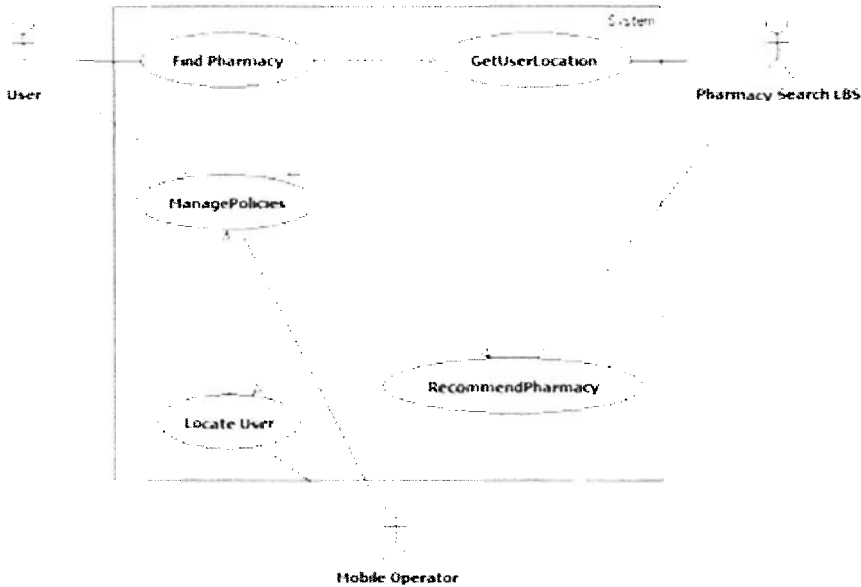 System
Find Pharmacy
GetUserLocation
User
Pharmacy Search LBS
ManagePolicies
RecommendPharmacy
Locate User
Mobile Operator